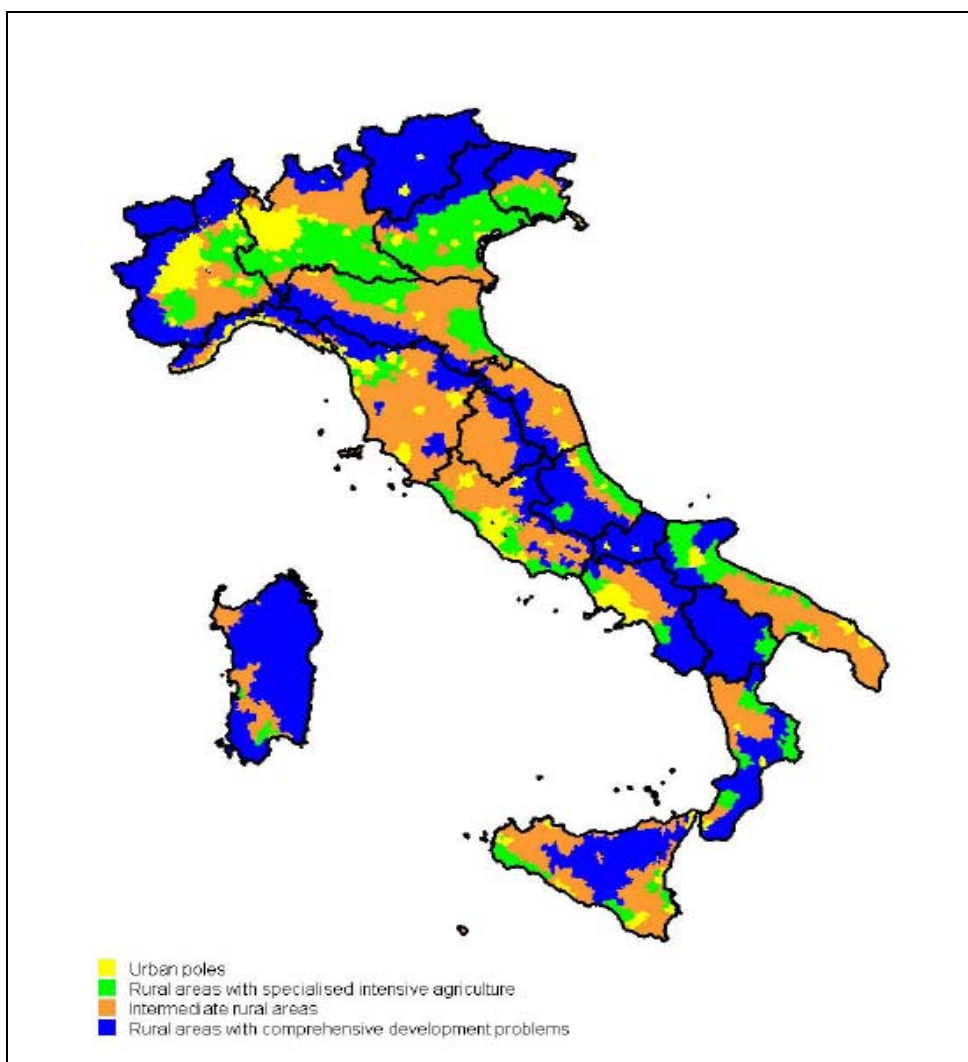 Urban poles
Rural areas with specialised intensive agriculture
Intermediate rural areas
Rural areas with comprehensive development problems